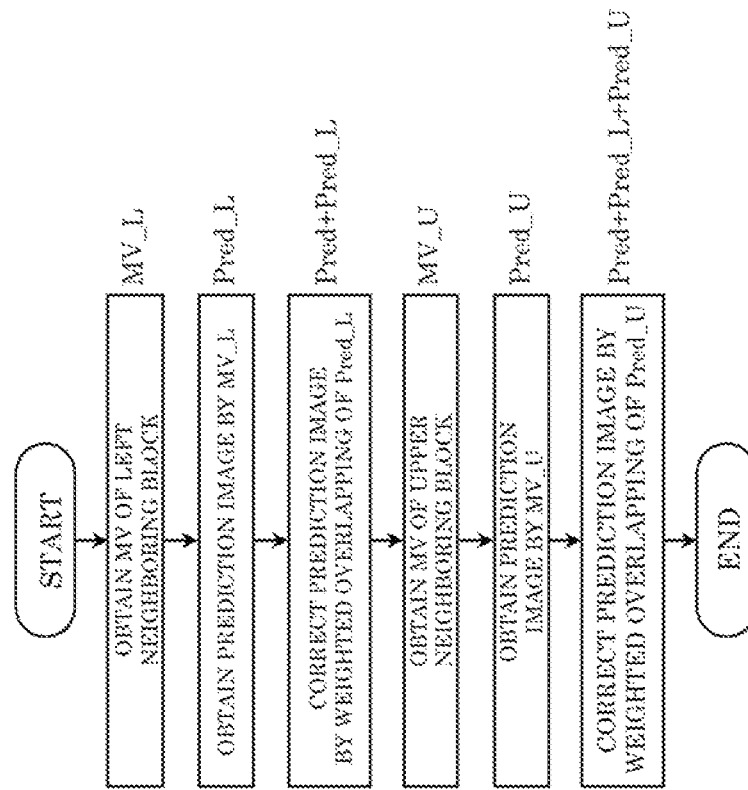 START
OBTAIN MV OF LEFT
NEIGHBORING BLOCK
MV_L
OBTAIN PREDICTION IMAGE BY MV_L
Pred_L
CORRECT PREDICTION IMAGE
BY WEIGHTED OVERLAPPING OF Pred_L
Pred+Pred_L
OBTAIN MV OF UPPER
NEIGHBORING BLOCK
MV_U
OBTAIN PREDICTION
IMAGE BY MV_U
Pred_U
CORRECT PREDICTION IMAGE BY
WEIGHTED OVERLAPPING OF Pred_U
Pred+Pred_L+Pred_U
END